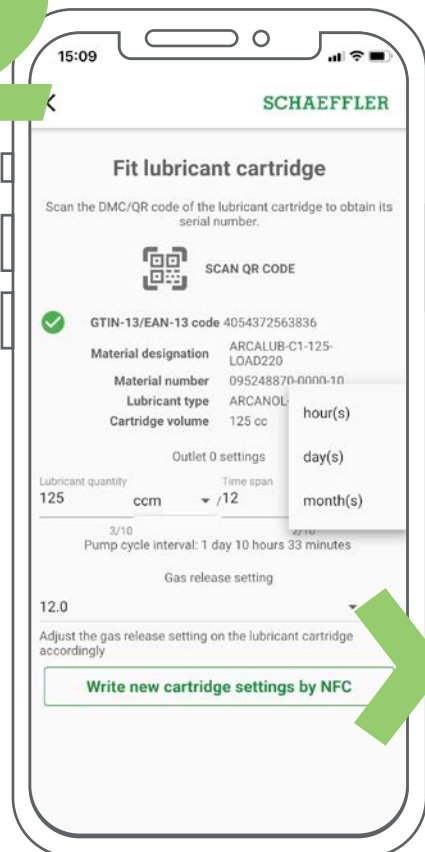 15:09
SCHAEFFLER
Fit lubricant cartridge
Scan the DMC/QR code of the lubricant cartridge to obtain its
serial number.
SCAN QR CODE
GTIN-13/EAN-13 code 4054372563836
Material designation ARCALUB-C1-125-
LOAD220
Material number 095248870-0000-10
Lubricant type ARCANOL-
Cartridge volume 125 cc
hour(s)
day(s)
month(s)
Outlet 0 settings
Lubricant quantity Time span
125 ccm /12
3/10 2/10
Pump cycle interval: 1 day 10 hours 33 minutes
Gas release setting
12.0
Adjust the gas release setting on the lubricant cartridge
accordingly
Write new cartridge settings by NFC